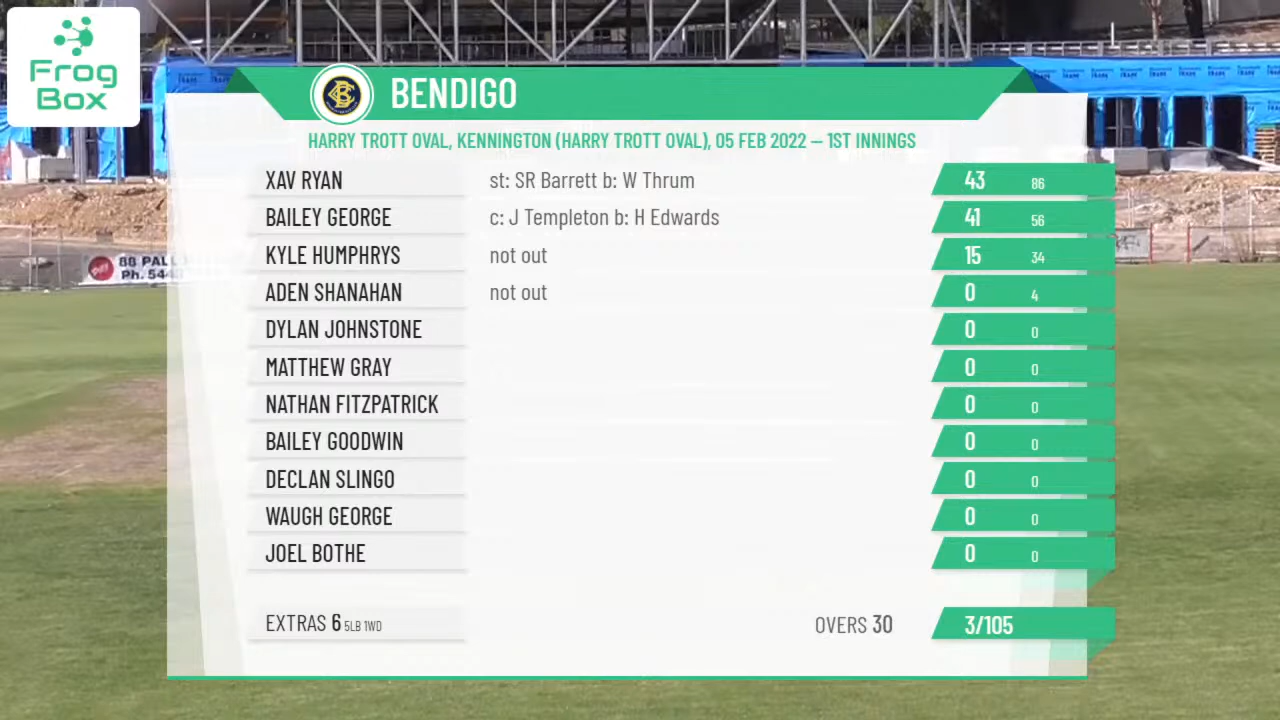 Frog
Box
BENDIGO
HARRY TROTT OVAL, KENNINGTON (HARRY TROTT OVAL), 05 FEB 2022 – 1ST INNINGS
XAV RYAN st: SR Barrett b: W Thrum 43 86
BAILEY GEORGE c: J Templeton b: H Edwards 41 56
KYLE HUMPHRYS not out 15 34
ADEN SHANAHAN not out 0 4
DYLAN JOHNSTONE 0 0
MATTHEW GRAY 0 0
NATHAN FITZPATRICK 0 0
BAILEY GOODWIN 0 0
DECLAN SLINGO 0 0
WAUGH GEORGE 0 0
JOEL BOTHE 0 0
EXTRAS 6 5LB 1WD OVERS 30 3/105
88 PALL
Ph. 544